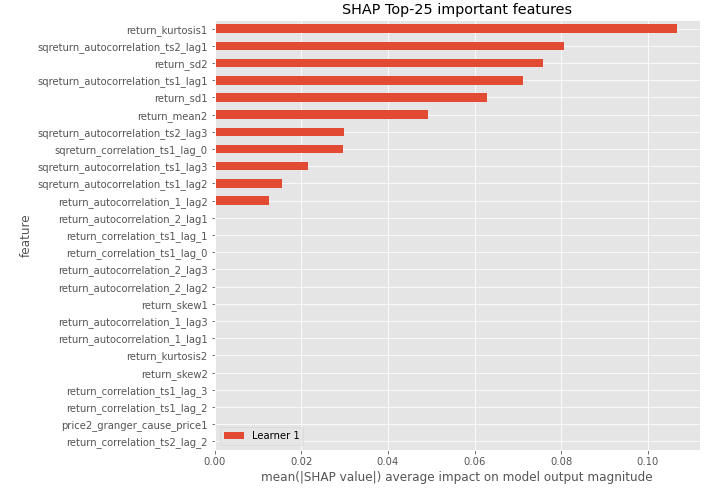 SHAP Top-25 important features
return_kurtosis1
sqreturn_autocorrelation_ts2_lag1
return_sd2
sqreturn_autocorrelation_ts1_lag1
return_sd1
return_mean2
sqreturn_autocorrelation_ts2_lag3
sqreturn_correlation_ts1_lag_0
sqreturn_autocorrelation_ts1_lag3
sqreturn_autocorrelation_ts1_lag2
return_autocorrelation_1_lag2
return_autocorrelation_2_lag1
return_correlation_ts1_lag_1
return_correlation_ts1_lag_0
return_autocorrelation_2_lag3
return_autocorrelation_2_lag2
return_skew1
return_autocorrelation_1_lag3
return_autocorrelation_1_lag1
return_kurtosis2
return_skew2
return_correlation_ts1_lag_3
return_correlation_ts1_lag_2
price2_granger_cause_price1
return_correlation_ts2_lag_2
feature
Learner 1
0.00 0.02 0.04 0.06 0.08 0.10
mean(|SHAP value|) average impact on model output magnitude